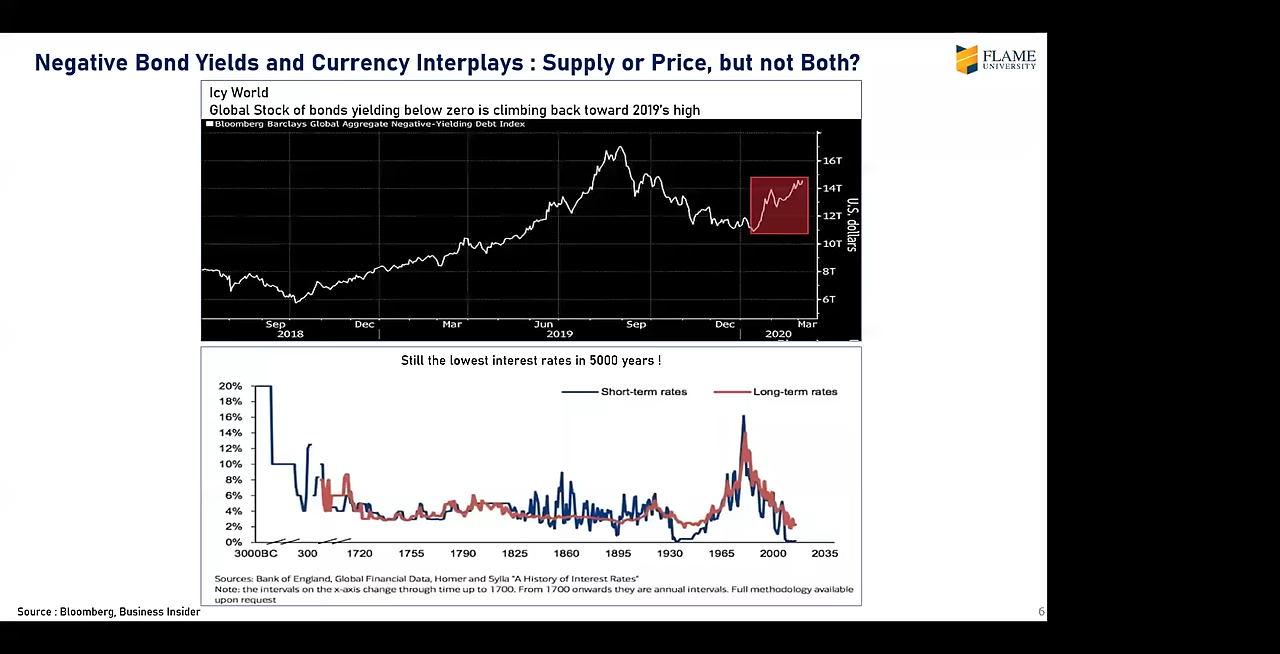 Negative Bond Yields and Currency Interplays : Supply or Price, but not Both?
FLAME
UNIVERSITY
Icy World
Global Stock of bonds yielding below zero is climbing back toward 2019's high
Bloomberg Barclays Global Aggregate Negative-Yielding Debt Index
16T
14T
12T
10T
8T
6T
U.S. dollars
Sep Dec Mar Jun Sep Dec Mar
2018 2019 2020
Still the lowest interest rates in 5000 years !
Short-term rates Long-term rates
20%
18%
16%
14%
12%
10%
8%
6%
4%
2%
0%
3000BC 300 1720 1755 1790 1825 1860 1895 1930 1965 2000 2035
Sources: Bank of England, Global Financial Data, Homer and Sylla "A History of Interest Rates"
Note: the intervals on the x-axis change through time up to 1700. From 1700 onwards they are annual intervals. Full methodology available
upon request
Source : Bloomberg, Business Insider
6